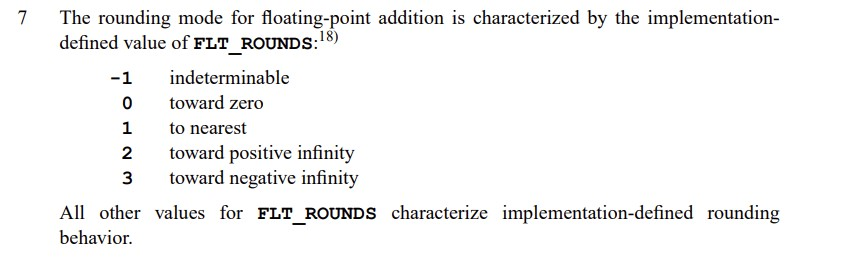 7 The rounding mode for floating-point addition is characterized by the implementation-
defined value of FLT_ROUNDS:18)
-1 indeterminable
0 toward zero
1 to nearest
2 toward positive infinity
3 toward negative infinity
All other values for FLT_ROUNDS characterize implementation-defined rounding
behavior.